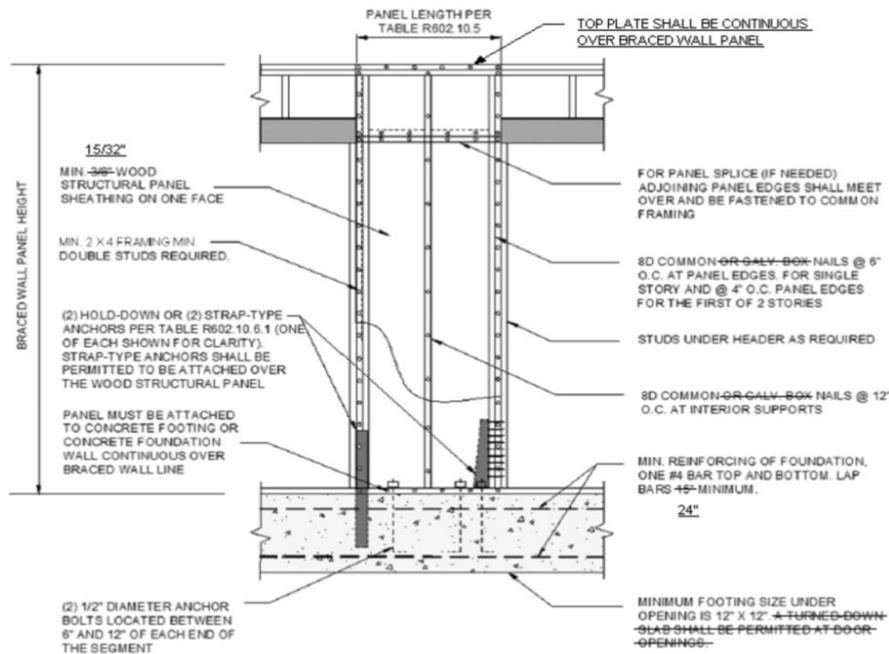 PANEL LENGTH PER
TABLE R602.10.5
TOP PLATE SHALL BE CONTINUOUS
OVER BRACED WALL PANEL
BRACED WALL PANEL HEIGHT
15/32"
MIN. 3/8" WOOD
STRUCTURAL PANEL
SHEATHING ON ONE FACE
MIN. 2 X 4 FRAMING MIN.
DOUBLE STUDS REQUIRED.
(2) HOLD-DOWN OR (2) STRAP-TYPE
ANCHORS PER TABLE R602.10.6.1 (ONE
OF EACH SHOWN FOR CLARITY).
STRAP-TYPE ANCHORS SHALL BE
PERMITTED TO BE ATTACHED OVER
THE WOOD STRUCTURAL PANEL
PANEL MUST BE ATTACHED
TO CONCRETE FOOTING OR
CONCRETE FOUNDATION
WALL CONTINUOUS OVER
BRACED WALL LINE
(2) 1/2" DIAMETER ANCHOR
BOLTS LOCATED BETWEEN
6" AND 12" OF EACH END OF
THE SEGMENT
FOR PANEL SPLICE (IF NEEDED)
ADJOINING PANEL EDGES SHALL MEET
OVER AND BE FASTENED TO COMMON
FRAMING
8D COMMON OR GALV. BOX NAILS @ 6"
O.C. AT PANEL EDGES. FOR SINGLE
STORY AND @ 4" O.C. PANEL EDGES
FOR THE FIRST OF 2 STORIES
STUDS UNDER HEADER AS REQUIRED
8D COMMON OR GALV. BOX NAILS @ 12"
O.C. AT INTERIOR SUPPORTS
MIN. REINFORCING OF FOUNDATION,
ONE #4 BAR TOP AND BOTTOM. LAP
BARS 15" MINIMUM.
24"
MINIMUM FOOTING SIZE UNDER
OPENING IS 12" X 12". A TURNED-DOWN
SLAB SHALL BE PERMITTED AT DOOR
OPENINGS.